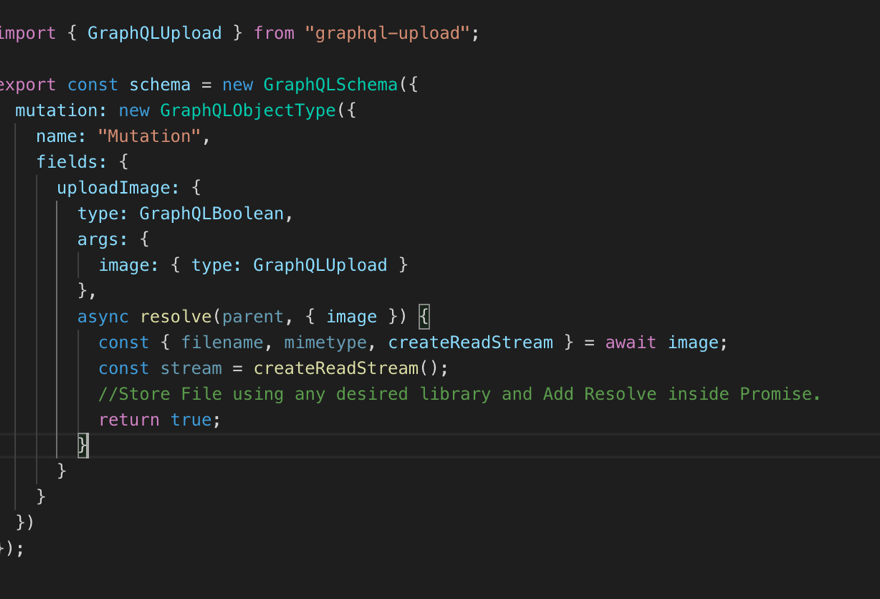 import { GraphQLUpload } from "graphql-upload";
export const schema = new GraphQLSchema({
mutation: new GraphQLObjectType({
name: "Mutation",
fields: {
uploadImage: {
type: GraphQLBoolean,
args: {
image: { type: GraphQLUpload }
},
async resolve(parent, { image }) {
const { filename, mimetype, createReadStream } = await image;
const stream = createReadStream();
//Store File using any desired library and Add Resolve inside Promise.
return true;
}
}
}
})
});